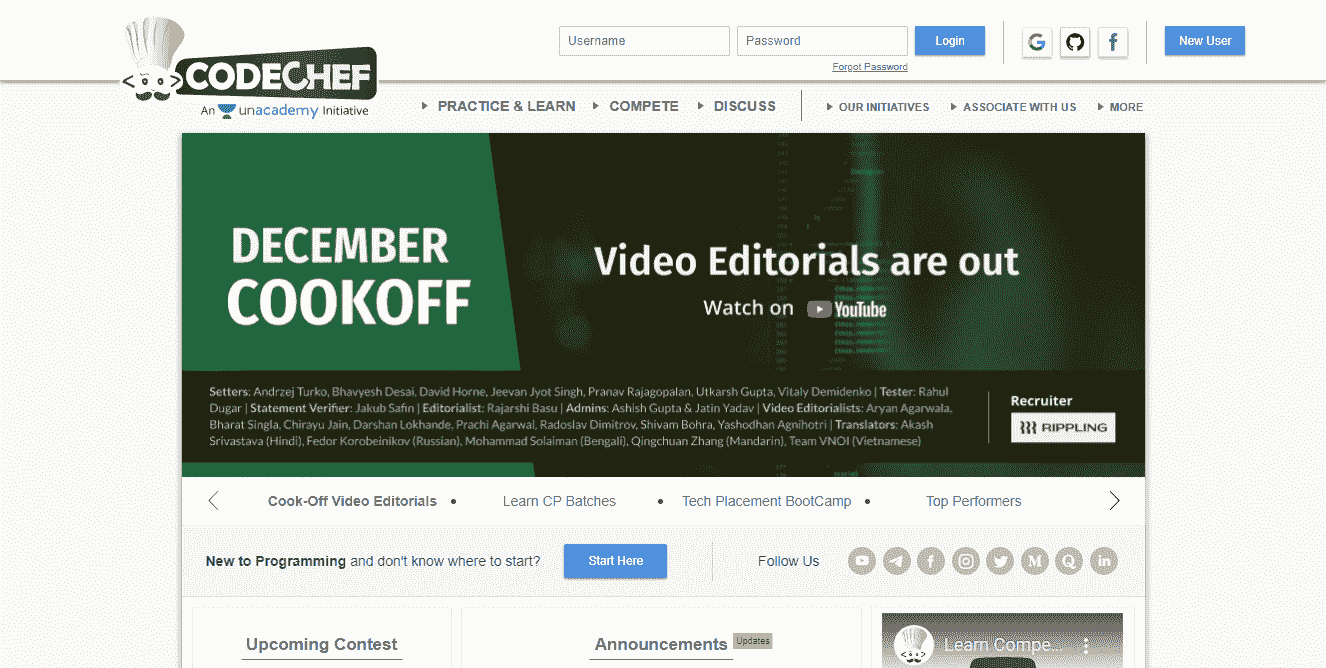 Username
Password
Login
New User
Forgot Password
CODECHEF
An unacademy Initiative
PRACTICE & LEARN
COMPETE
DISCUSS
OUR INITIATIVES
ASSOCIATE WITH US
MORE
DECEMBER
COOKOFF
Video Editorials are out
Watch on YouTube
Setters: Andrzej Turko, Bhavyesh Desai, David Horne, Jeevan Jyot Singh, Pranav Rajagopalan, Utkarsh Gupta, Vitaly Demidenko | Tester: Rahul
Dugar | Statement Verifier: Jakub Safin | Editorialist: Rajarshi Basu | Admins: Ashish Gupta & Jatin Yadav | Video Editorialists: Aryan Agarwala,
Bharat Singla, Chirayu Jain, Darshan Lokhande, Prachi Agarwal, Radoslav Dimitrov, Shivam Bohra, Yashodhan Agnihotri | Translators: Akash
Srivastava (Hindi), Fedor Korobeinikov (Russian), Mohammad Solaiman (Bengali), Qingchuan Zhang (Mandarin), Team VNOI (Vietnamese)
Recruiter
RIPPLING
Cook-Off Video Editorials
Learn CP Batches
Tech Placement BootCamp
Top Performers
New to Programming and don't know where to start?
Start Here
Follow Us
Upcoming Contest
Announcements
Updates
Learn Compe...